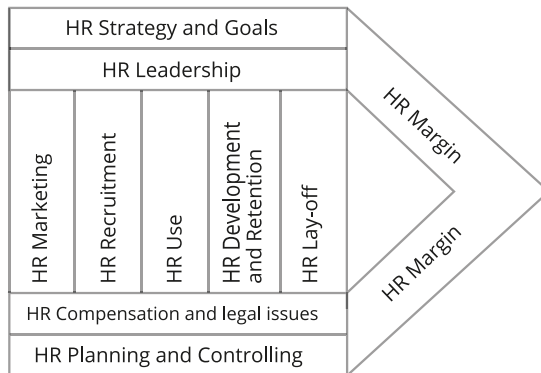 HR Strategy and Goals
HR Leadership
HR Marketing
HR Recruitment
HR Use
HR Development
and Retention
HR Lay-off
HR Margin
HR Margin
HR Compensation and legal issues
HR Planning and Controlling